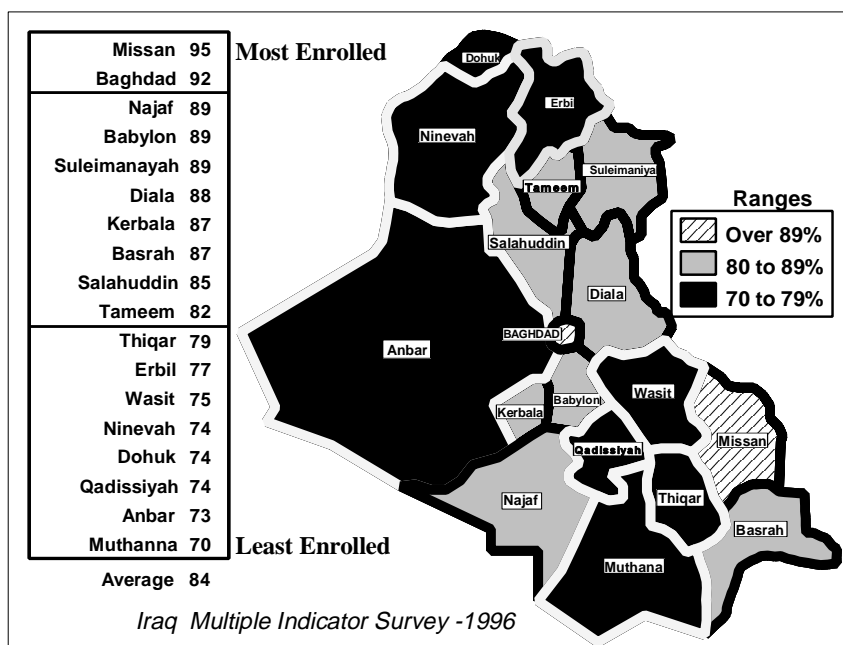 Missan 95
Baghdad 92
Najaf 89
Babylon 89
Suleimanayah 89
Diala 88
Kerbala 87
Basrah 87
Salahuddin 85
Tameem 82
Thiqar 79
Erbil 77
Wasit 75
Ninevah 74
Dohuk 74
Qadissiyah 74
Anbar 73
Muthanna 70
Average 84
Most Enrolled
Least Enrolled
Dohuk
Erbi
Ninevah
Tameem
Suleimaniya
Salahuddin
Diala
BAGHDAD
Anbar
Wasit
Babylon
Kerbala
Missan
Qadissiyah
Najaf
Thiqar
Basrah
Muthana
Ranges
Over 89%
80 to 89%
70 to 79%
Iraq Multiple Indicator Survey -1996